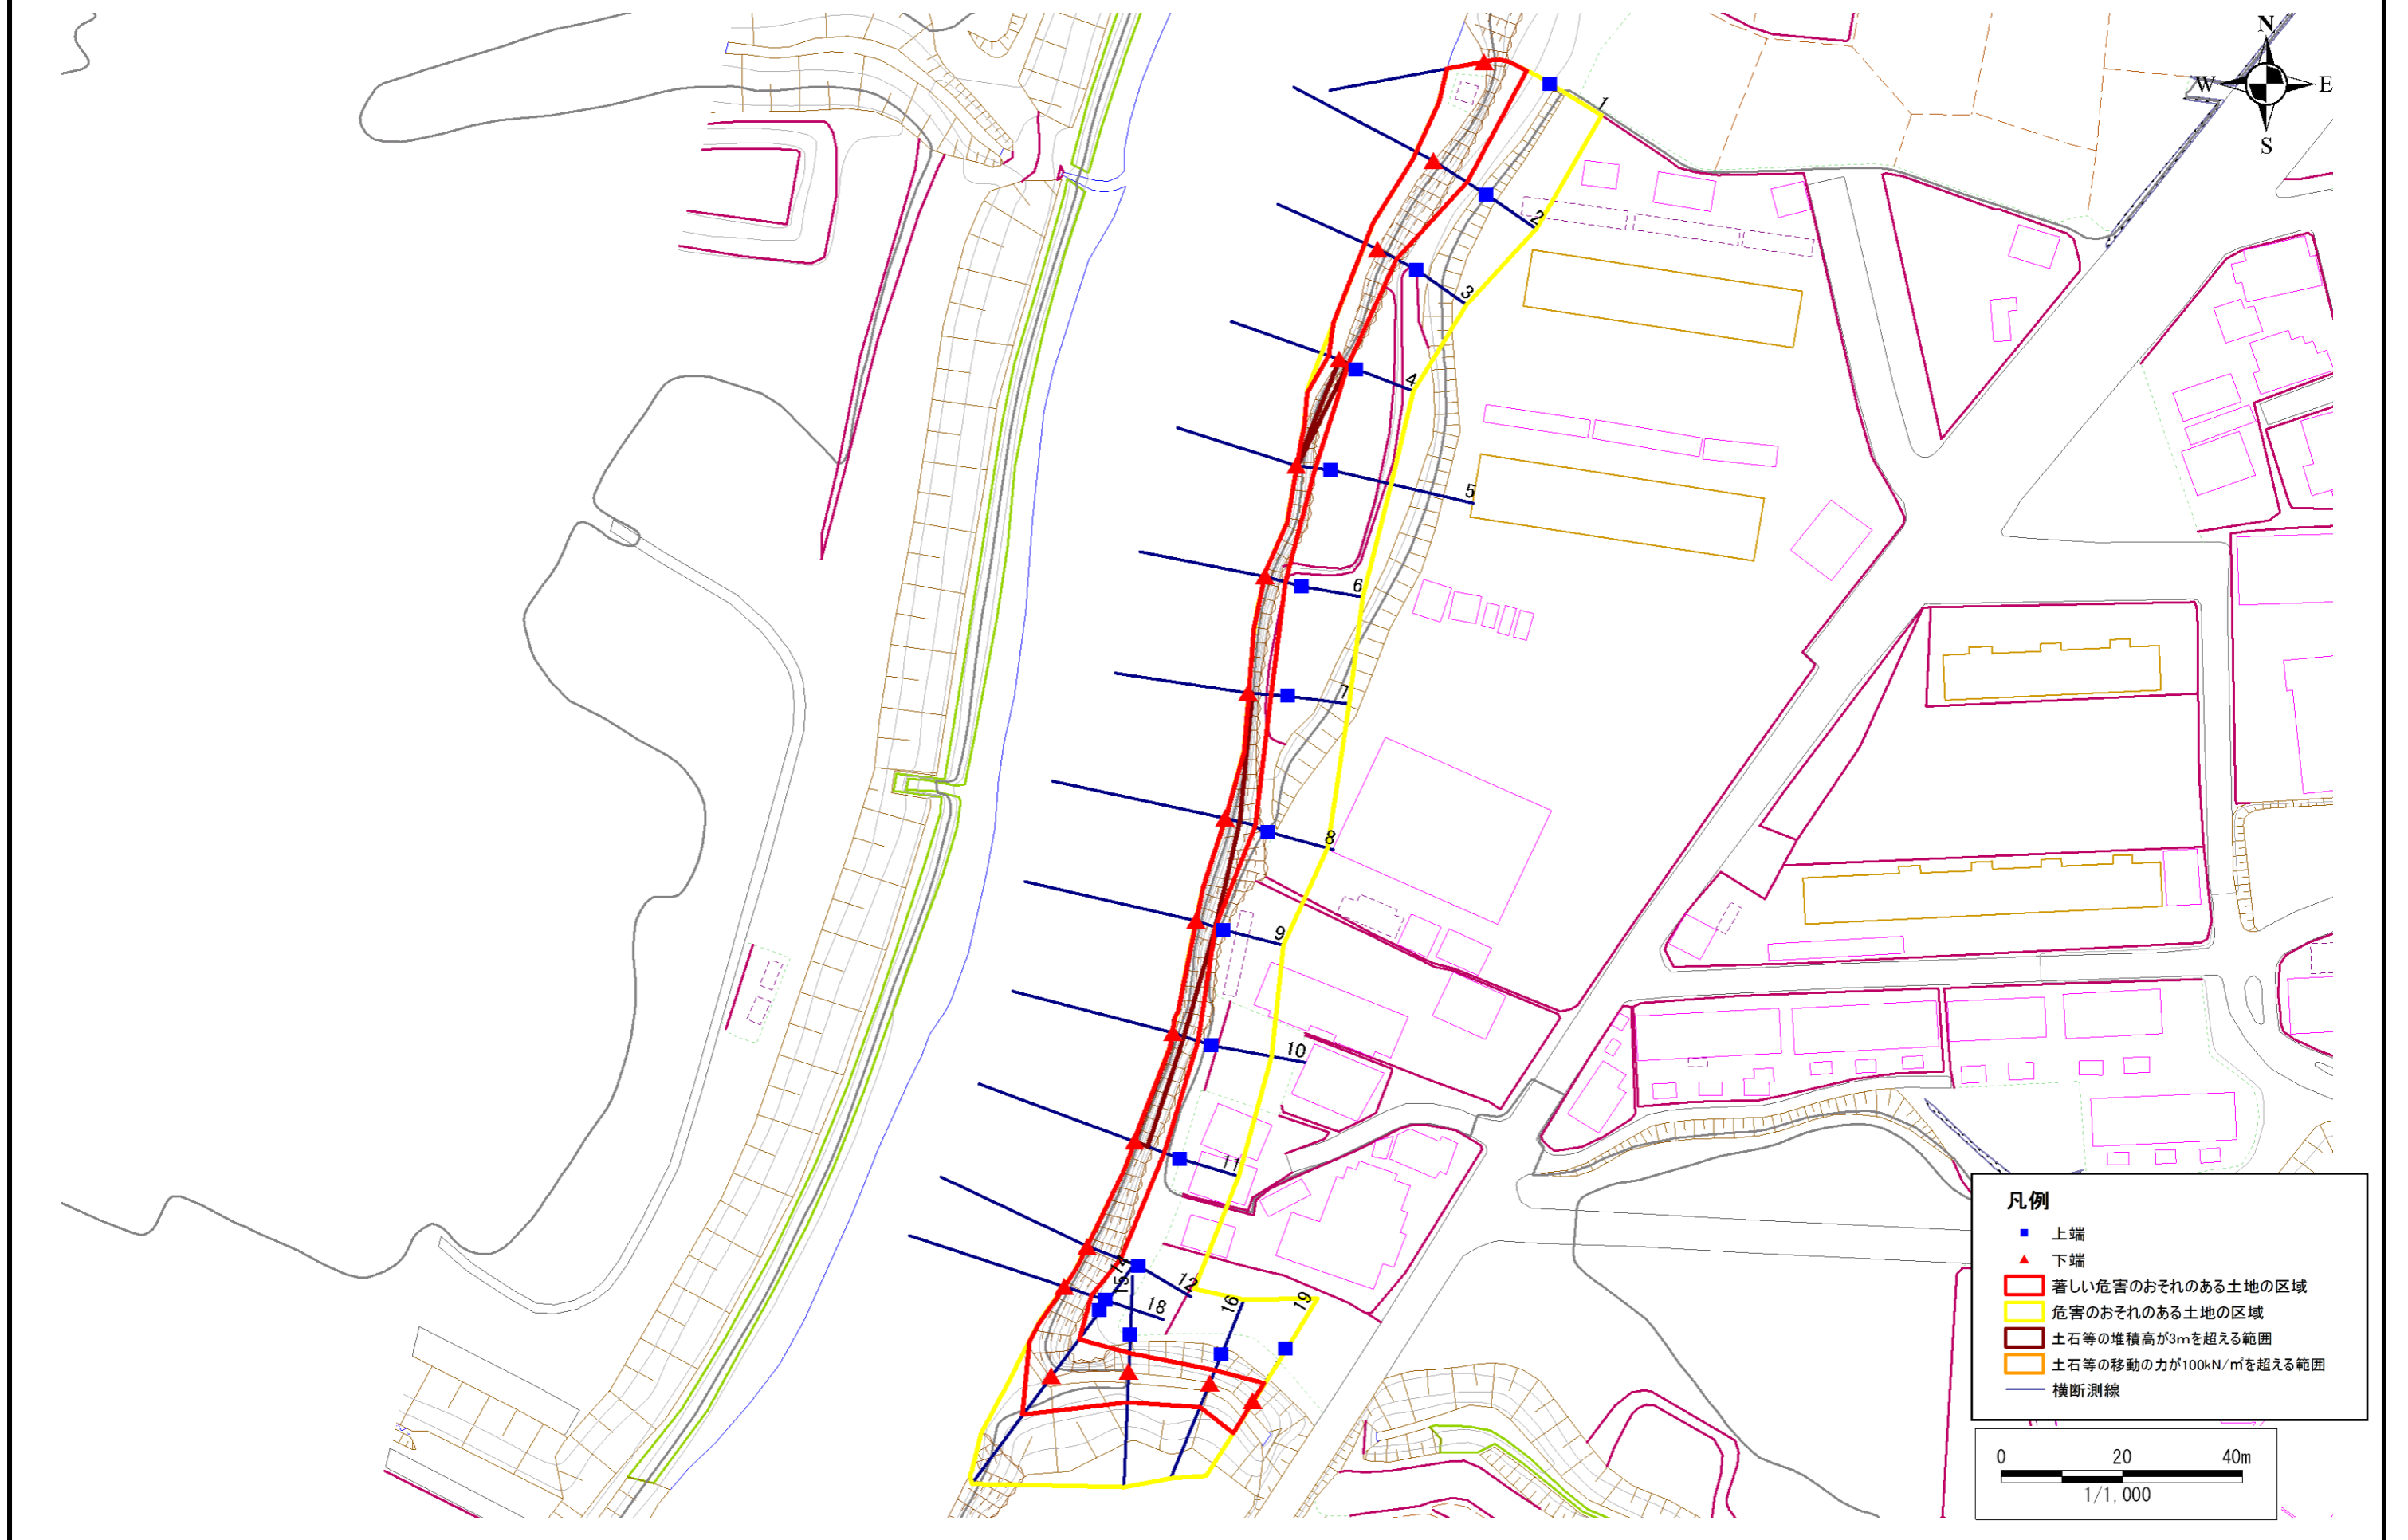 N
W E
S
1
2
3
4
5
6
7
8
9
10
11
12
14
15
18
16
19
凡例
上端
下端
著しい危害のおそれのある土地の区域
危害のおそれのある土地の区域
土石等の堆積高が3mを超える範囲
土石等の移動の力が100kN/㎡を超える範囲
横断測線
0 20 40m
1/1,000